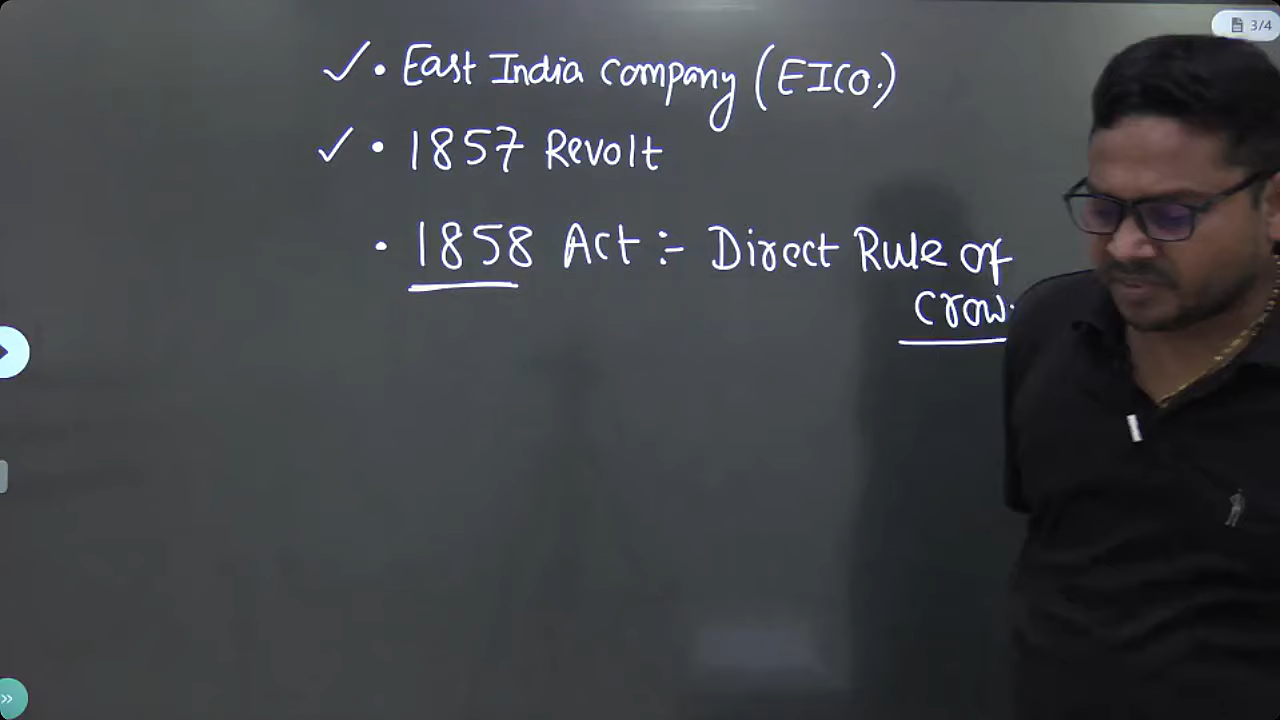 3/4
✓ • East India Company (EICO.)
✓ • 1857 Revolt
• 1858 Act :- Direct Rule of